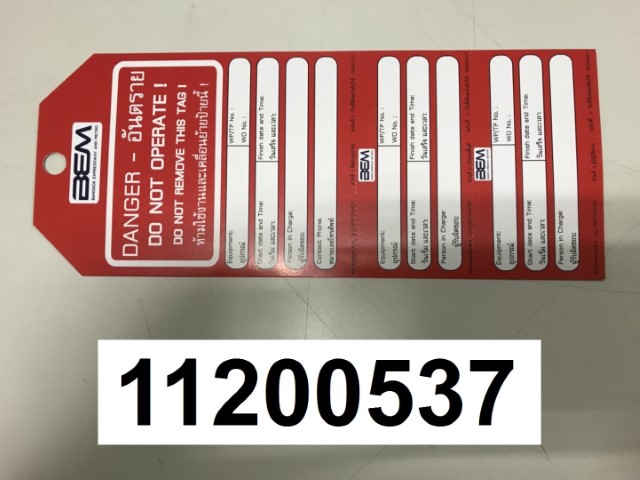 BEM
BANGKOK EXPRESSWAY AND METRO
DANGER - อันตราย
DO NOT OPERATE !
DO NOT REMOVE THIS TAG !
ห้ามใช้งานและเคลื่อนย้ายป้ายนี้ !
Equipment:
อุปกรณ์:
WP/TP No. :
WO No. :
Start date and Time:
วันเริ่ม และเวลา:
Finish date and Time:
วันเสร็จ และเวลา:
Person in Charge:
ผู้รับผิดชอบ:
Contact Phone:
หมายเลขโทรศัพท์:
BEM
Equipment:
อุปกรณ์:
WP/TP No. :
WO No. :
Start date and Time:
วันเริ่ม และเวลา:
Finish date and Time:
วันเสร็จ และเวลา:
Person in Charge:
ผู้รับผิดชอบ:
BEM
Equipment:
อุปกรณ์:
WP/TP No. :
WO No. :
Start date and Time:
วันเริ่ม และเวลา:
Finish date and Time:
วันเสร็จ และเวลา:
Person in Charge:
ผู้รับผิดชอบ:
11200537